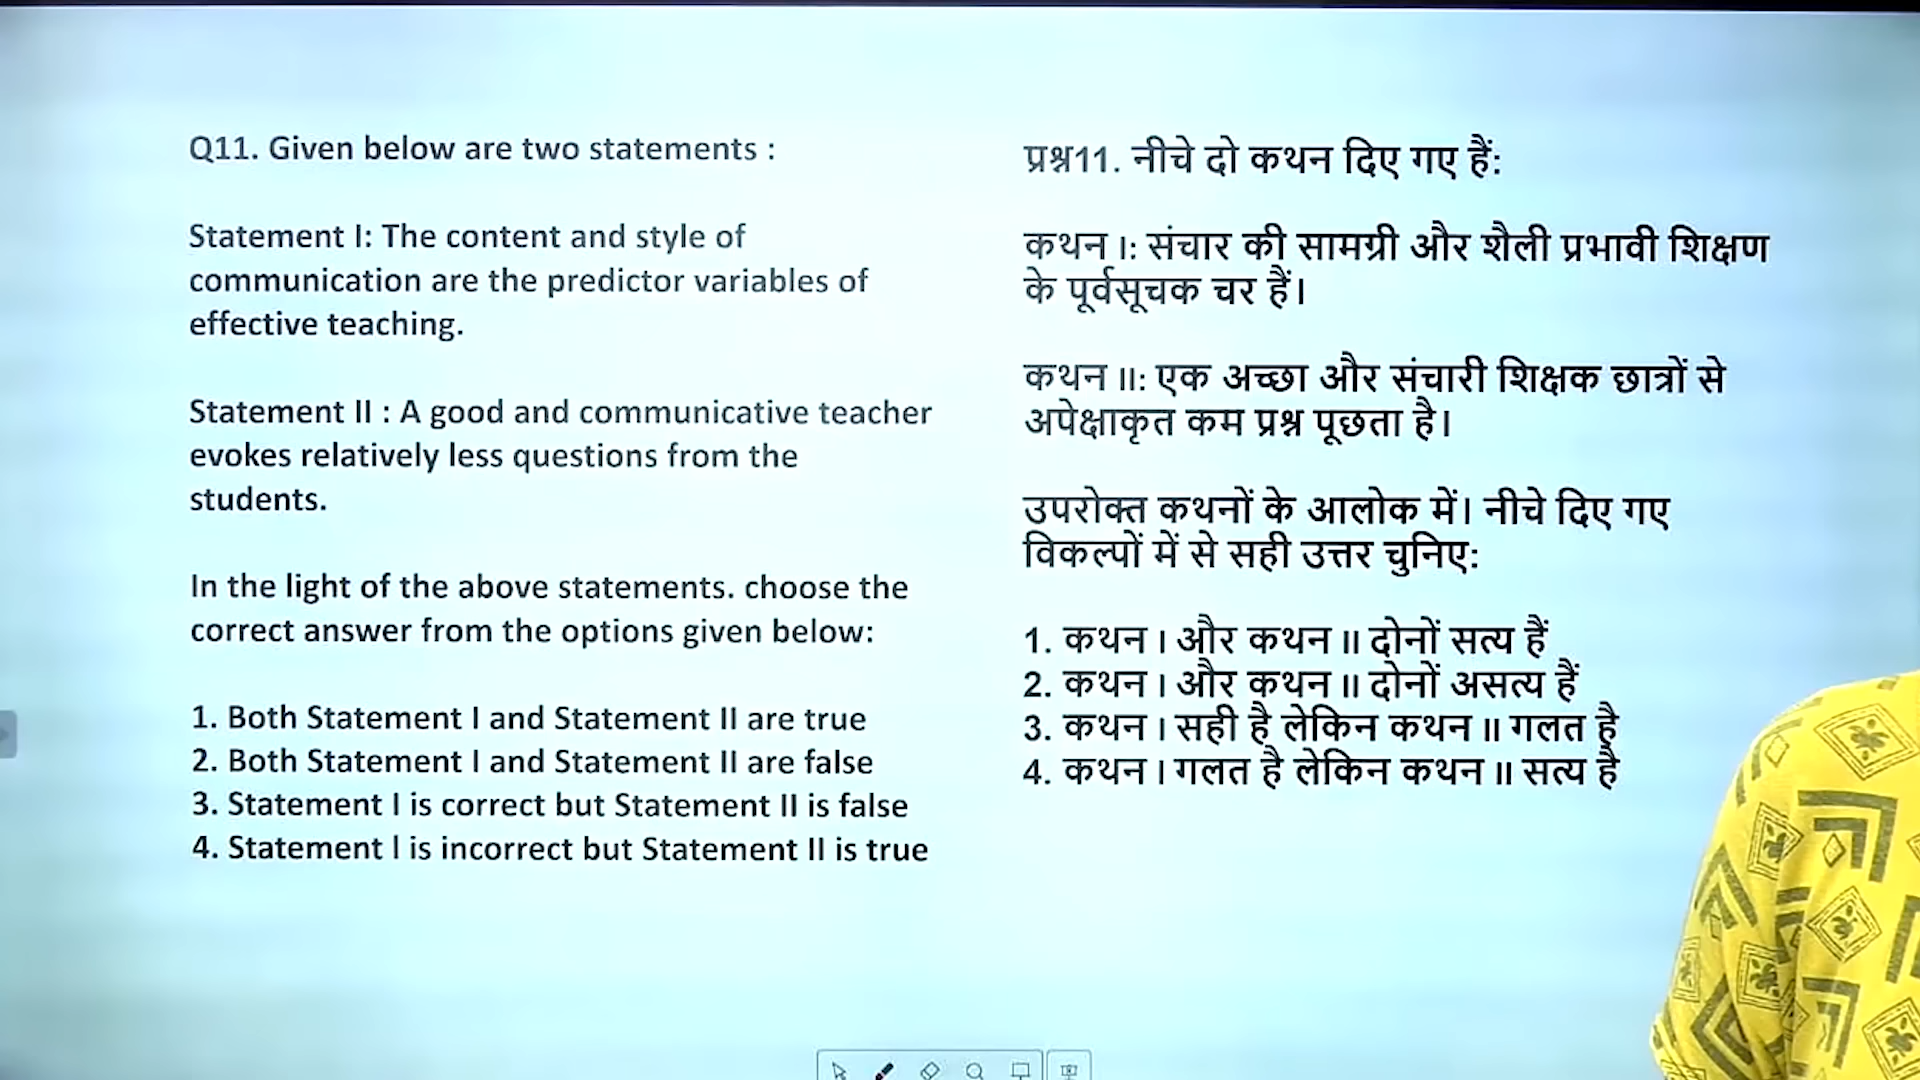 Q11. Given below are two statements :
Statement I: The content and style of
communication are the predictor variables of
effective teaching.
Statement II : A good and communicative teacher
evokes relatively less questions from the
students.
In the light of the above statements. choose the
correct answer from the options given below:
1. Both Statement I and Statement II are true
2. Both Statement I and Statement II are false
3. Statement I is correct but Statement II is false
4. Statement I is incorrect but Statement II is true
प्रश्न11. नीचे दो कथन दिए गए हैं:
कथन I: संचार की सामग्री और शैली प्रभावी शिक्षण
के पूर्वसूचक चर हैं।
कथन II: एक अच्छा और संचारी शिक्षक छात्रों से
अपेक्षाकृत कम प्रश्न पूछता है।
उपरोक्त कथनों के आलोक में। नीचे दिए गए
विकल्पों में से सही उत्तर चुनिए:
1. कथन I और कथन II दोनों सत्य हैं
2. कथन I और कथन II दोनों असत्य हैं
3. कथन I सही है लेकिन कथन II गलत है
4. कथन I गलत है लेकिन कथन II सत्य है